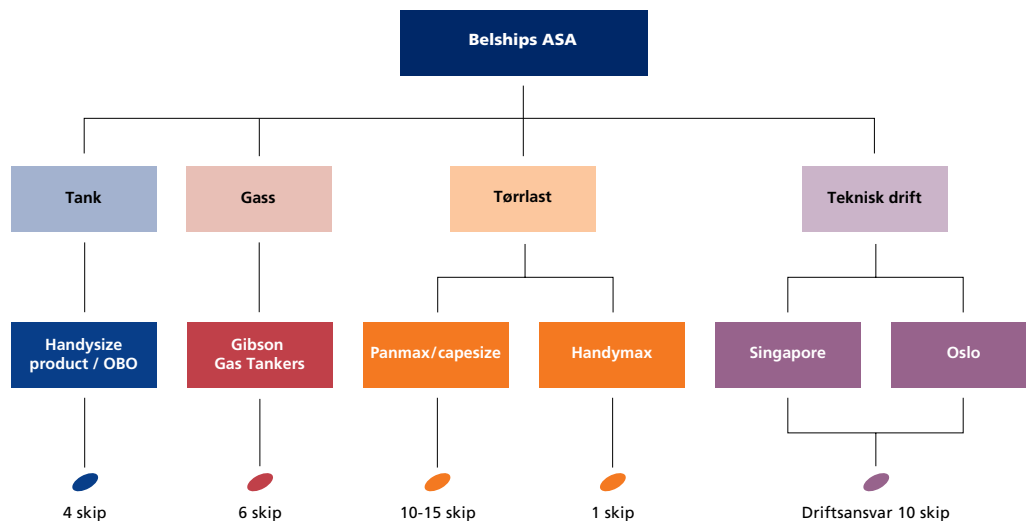 Belships ASA
Tank
Gass
Tørrlast
Teknisk drift
Handysize
product / OBO
Gibson
Gas Tankers
Panmax/capesize
Handymax
Singapore
Oslo
4 skip
6 skip
10-15 skip
1 skip
Driftsansvar 10 skip